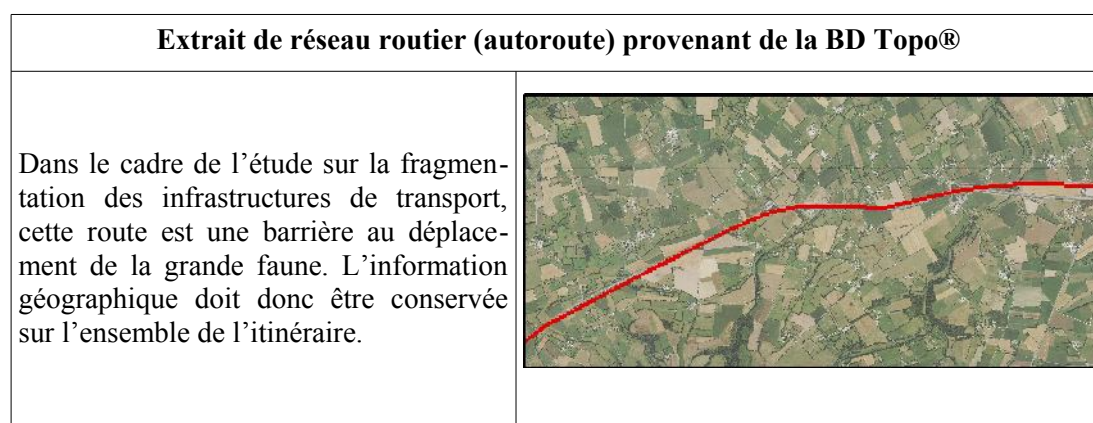 Extrait de réseau routier (autoroute) provenant de la BD Topo®
Dans le cadre de l’étude sur la fragmen-
tation des infrastructures de transport,
cette route est une barrière au déplace-
ment de la grande faune. L’information
géographique doit donc être conservée
sur l’ensemble de l’itinéraire.